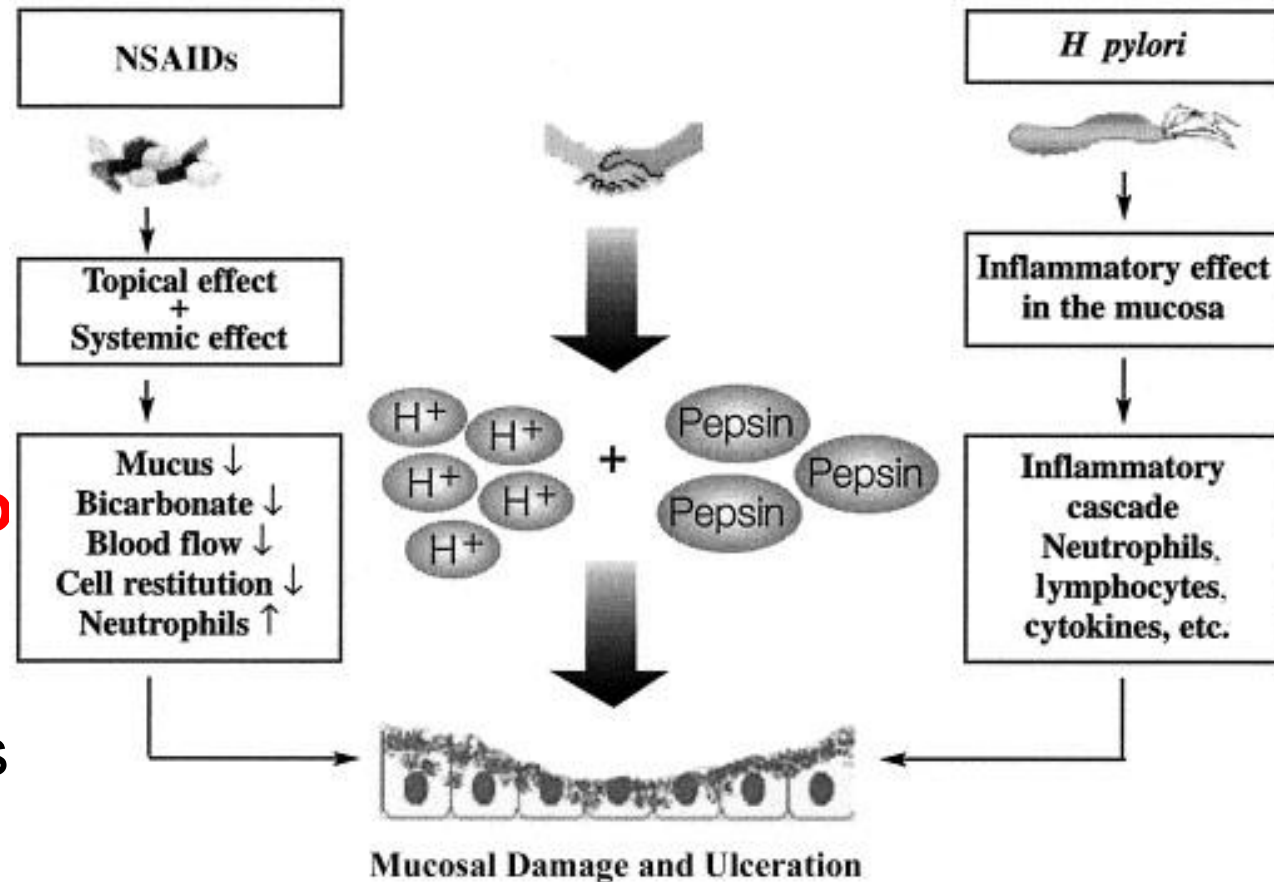 NSAIDs
Topical effect
+
Systemic effect
Mucus ↓
Bicarbonate ↓
Blood flow ↓
Cell restitution ↓
Neutrophils ↑
H+
H+
H+
H+
H+
+
Pepsin
Pepsin
Pepsin
H pylori
Inflammatory effect
in the mucosa
Inflammatory
cascade
Neutrophils,
lymphocytes,
cytokines, etc.
Mucosal Damage and Ulceration